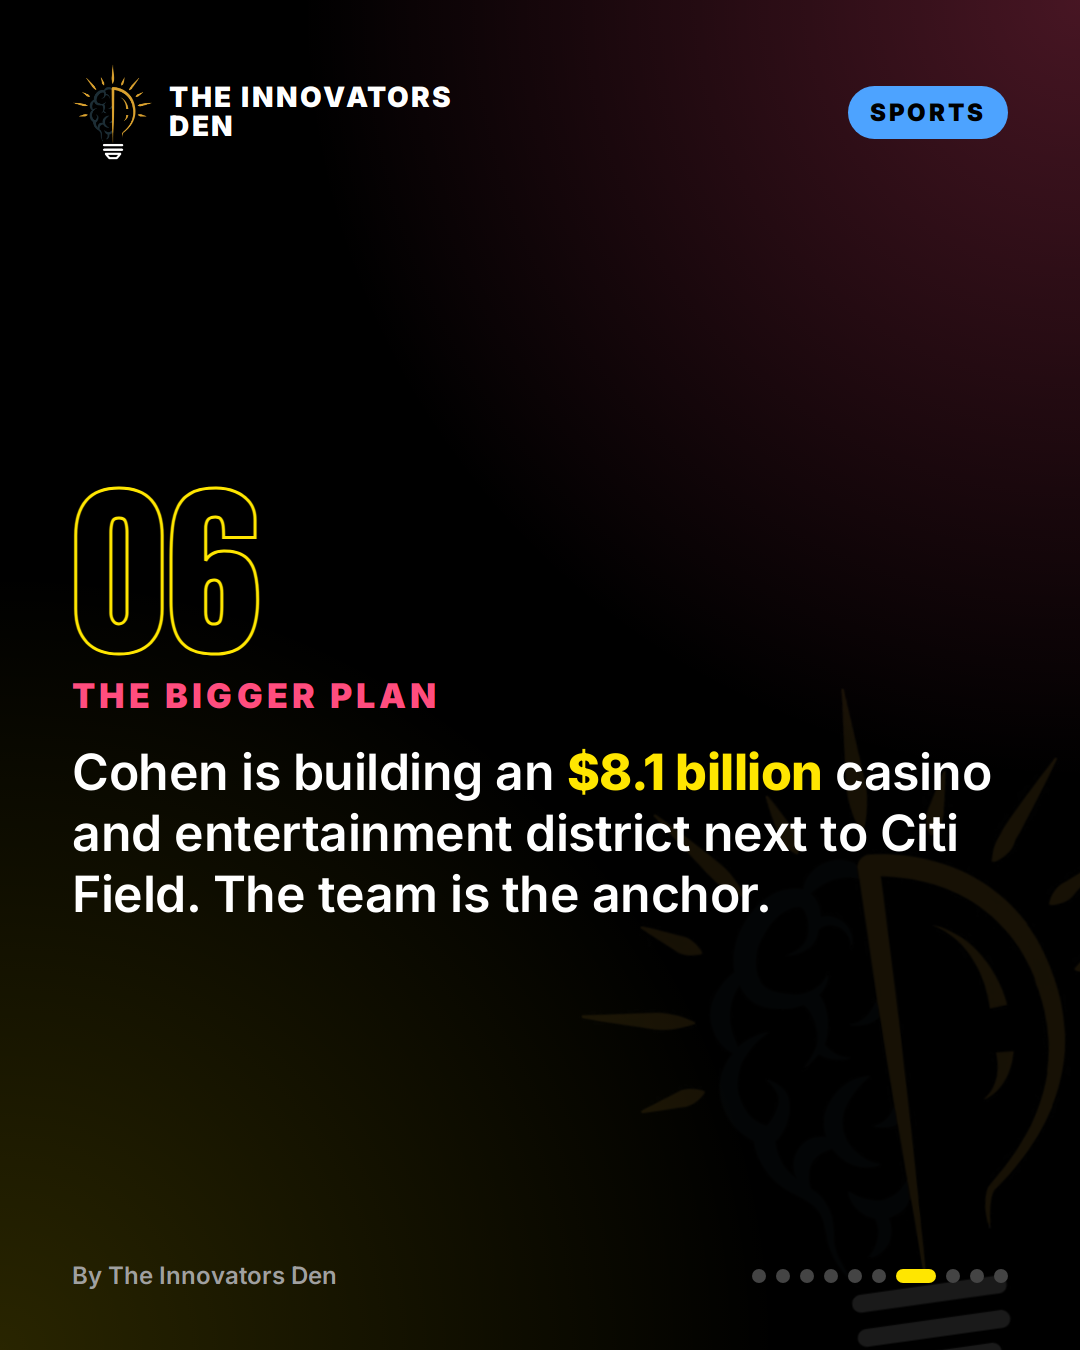 THE INNOVATORS
DEN
SPORTS
06
THE BIGGER PLAN
Cohen is building an $8.1 billion casino
and entertainment district next to Citi
Field. The team is the anchor.
By The Innovators Den